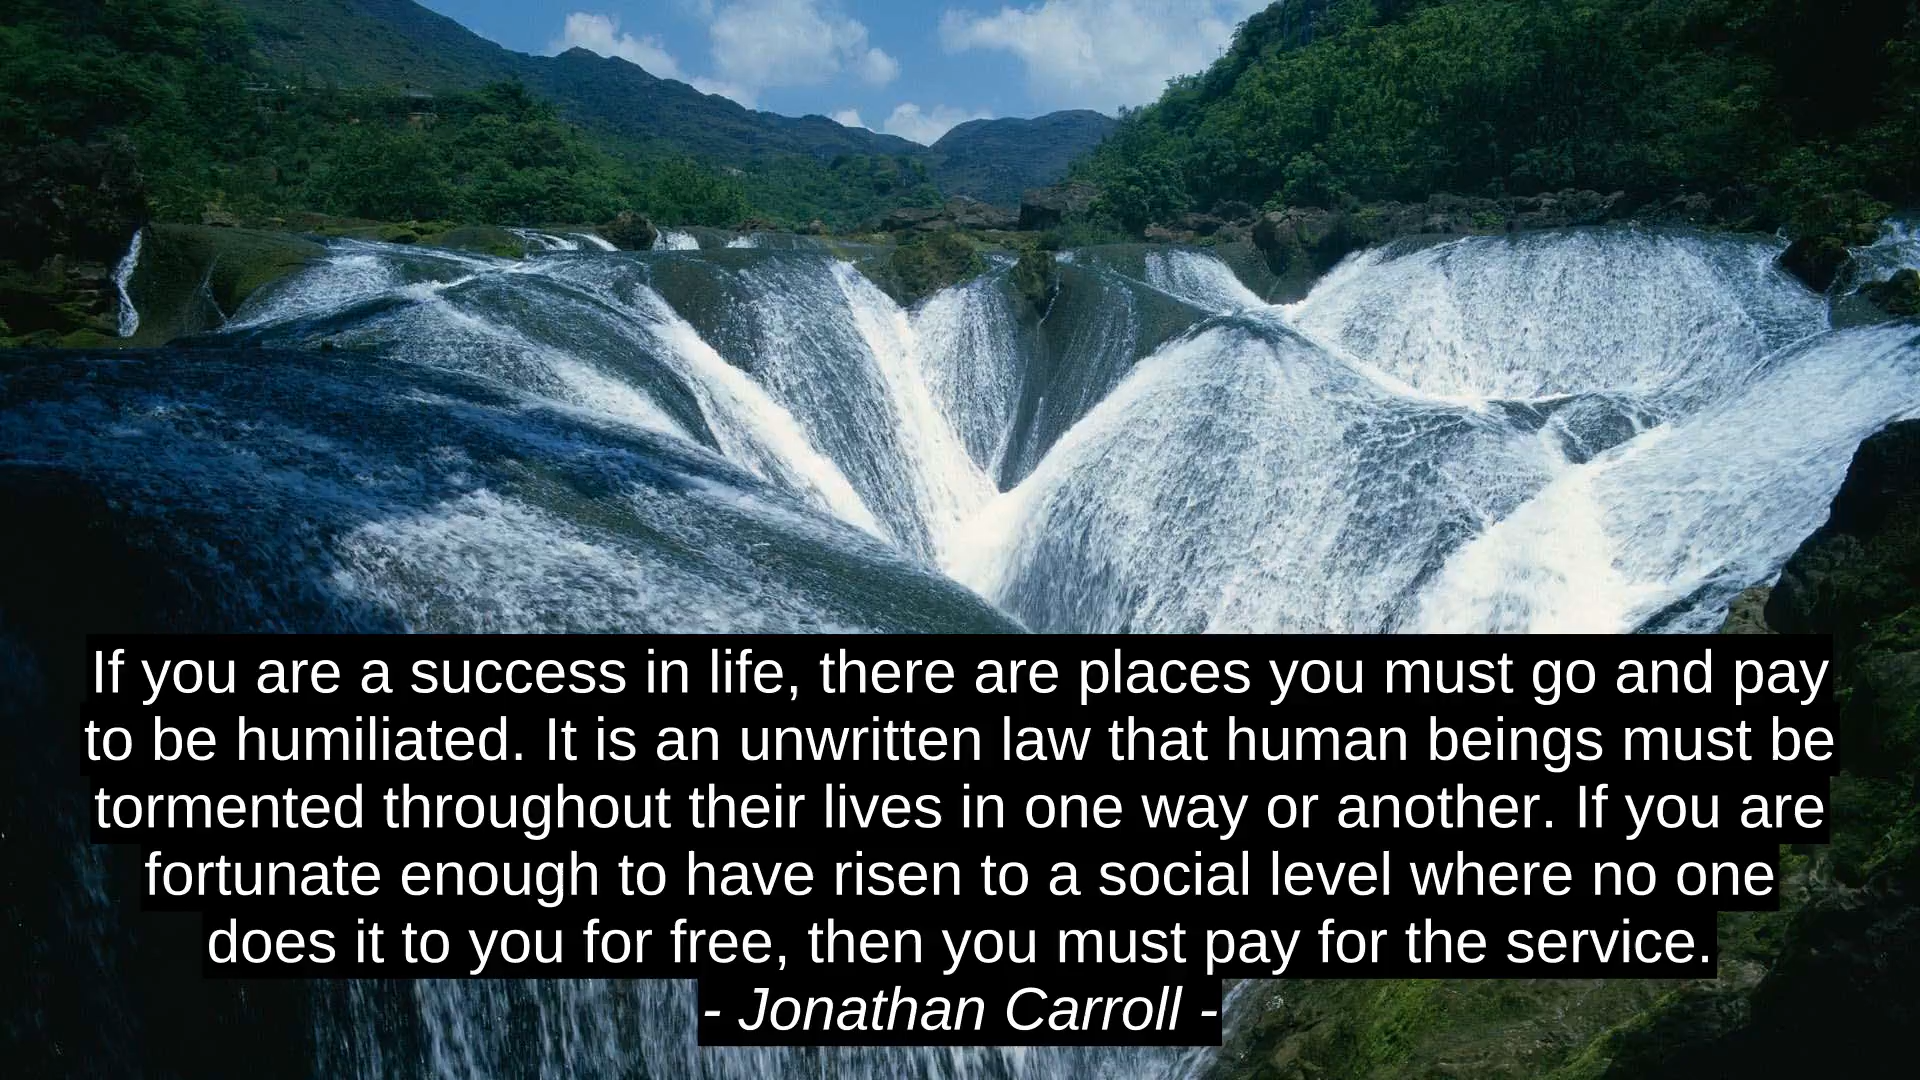 If you are a success in life, there are places you must go and pay
to be humiliated. It is an unwritten law that human beings must be
tormented throughout their lives in one way or another. If you are
fortunate enough to have risen to a social level where no one
does it to you for free, then you must pay for the service.
- Jonathan Carroll -